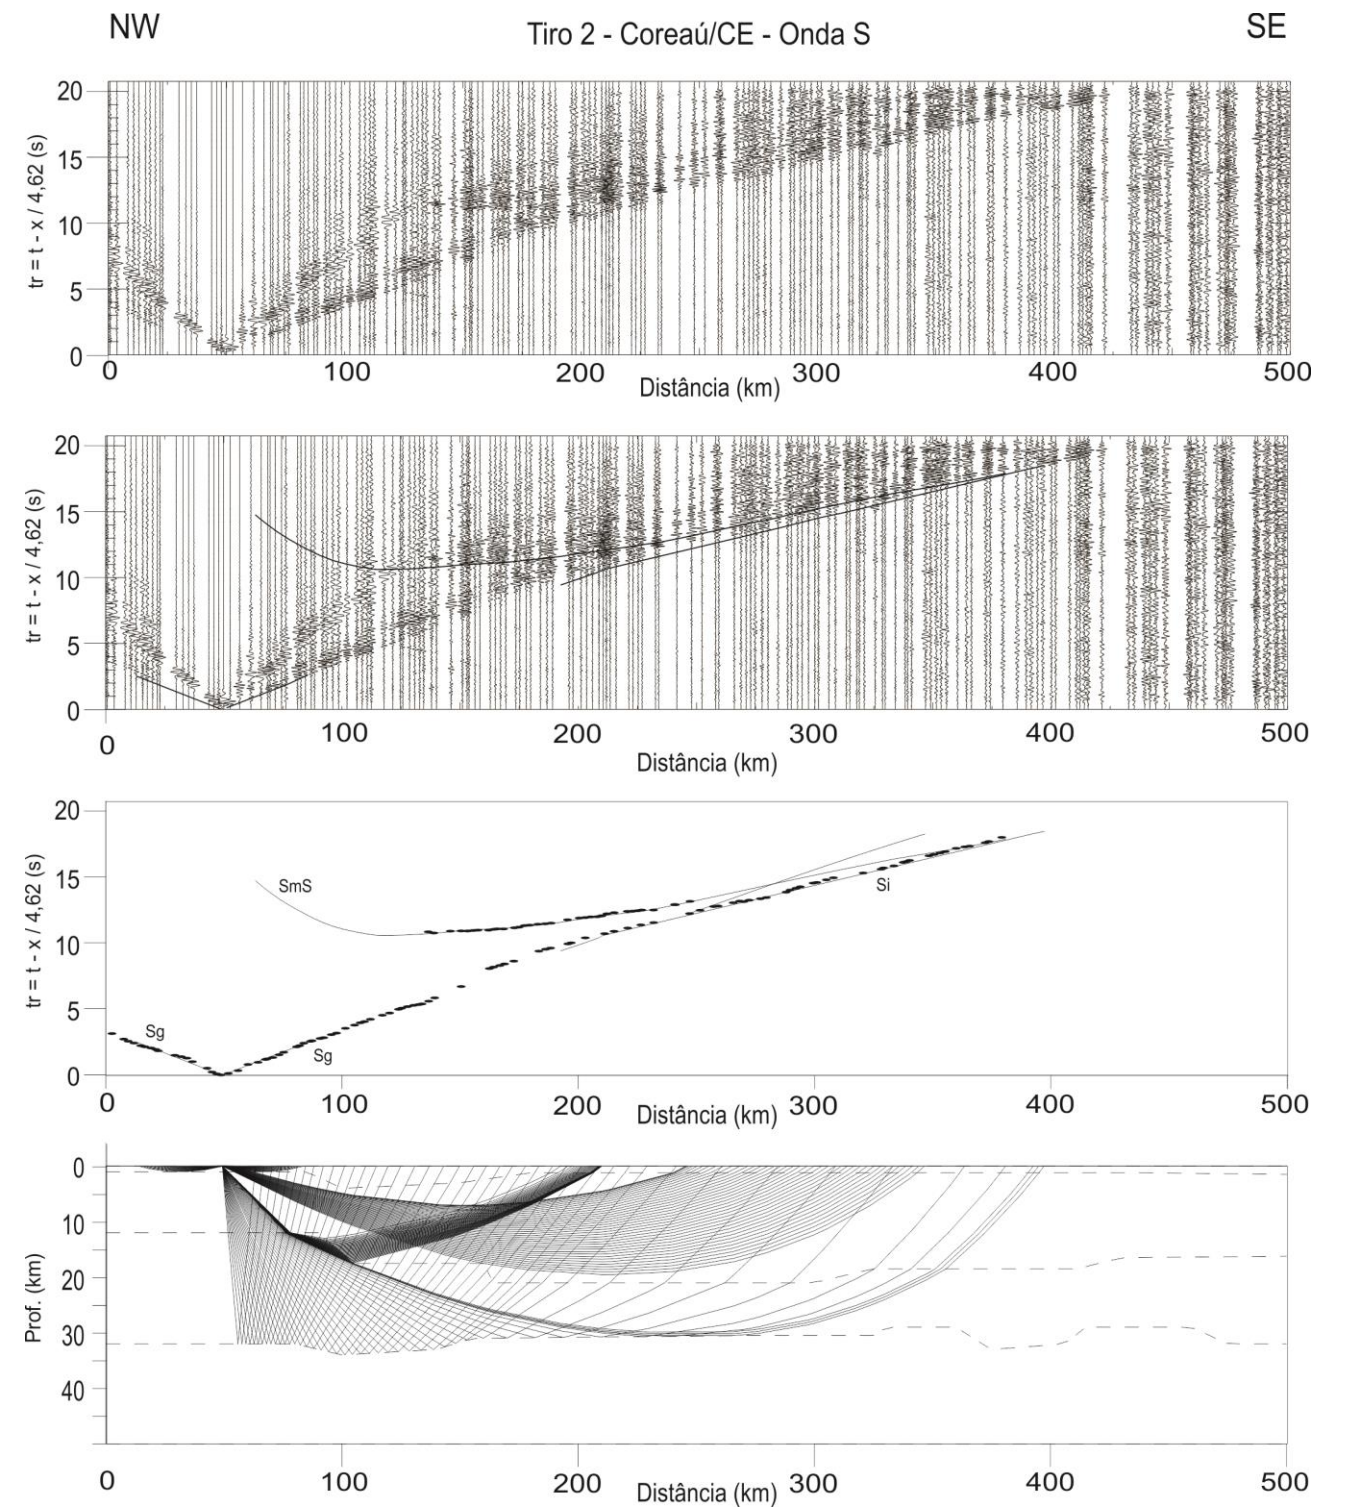 NW
Tiro 2 - Coreaú/CE - Onda S
SE
20
15
10
5
0
tr = t - x / 4,62 (s)
0 100 200 300 400 500
Distância (km)
20
15
10
5
0
tr = t - x / 4,62 (s)
0 100 200 300 400 500
Distância (km)
20
15
10
5
0
tr = t - x / 4,62 (s)
SmS
Si
Sg
Sg
0 100 200 300 400 500
Distância (km)
0
10
20
30
40
Prof. (km)
0 100 200 300 400 500
Distância (km)